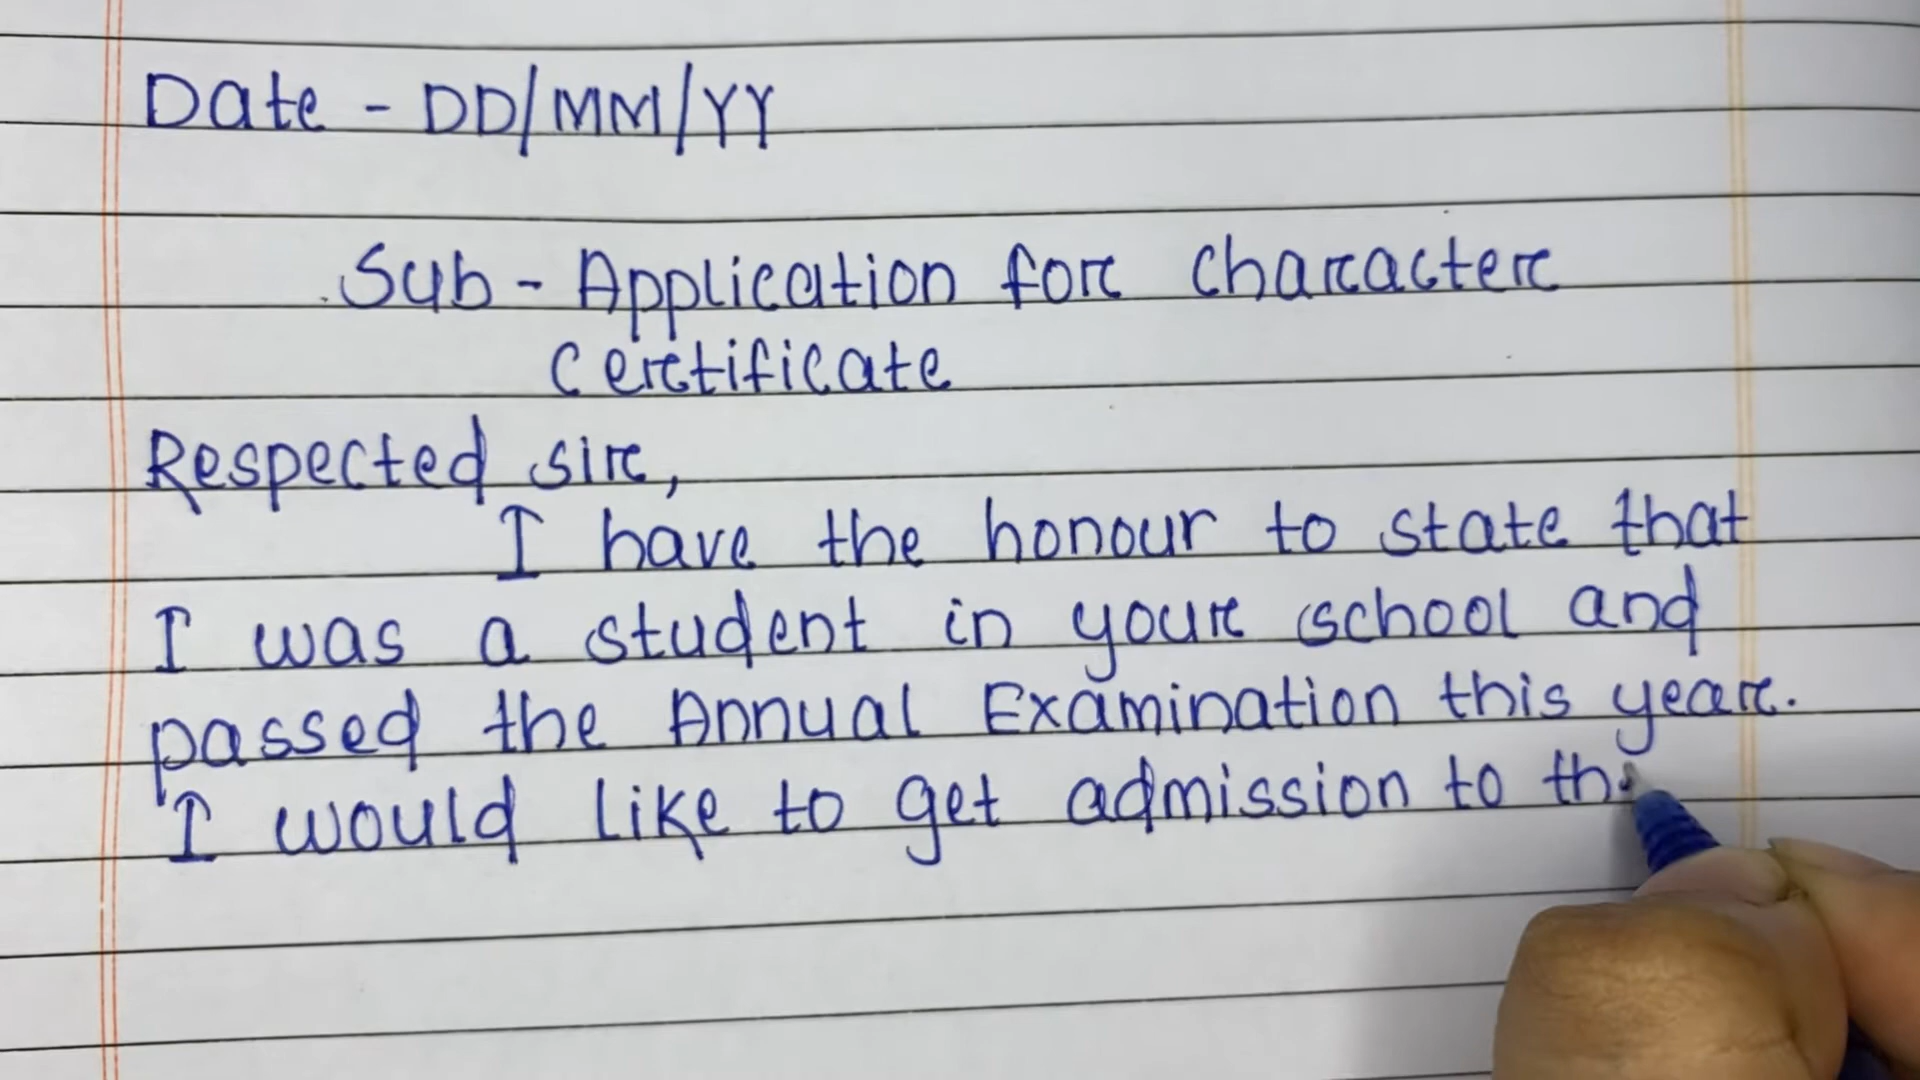 Date - DD/MM/YY
Sub - Application for character
certificate
Respected sir,
I have the honour to state that
I was a student in your school and
passed the Annual Examination this year.
I would like to get admission to